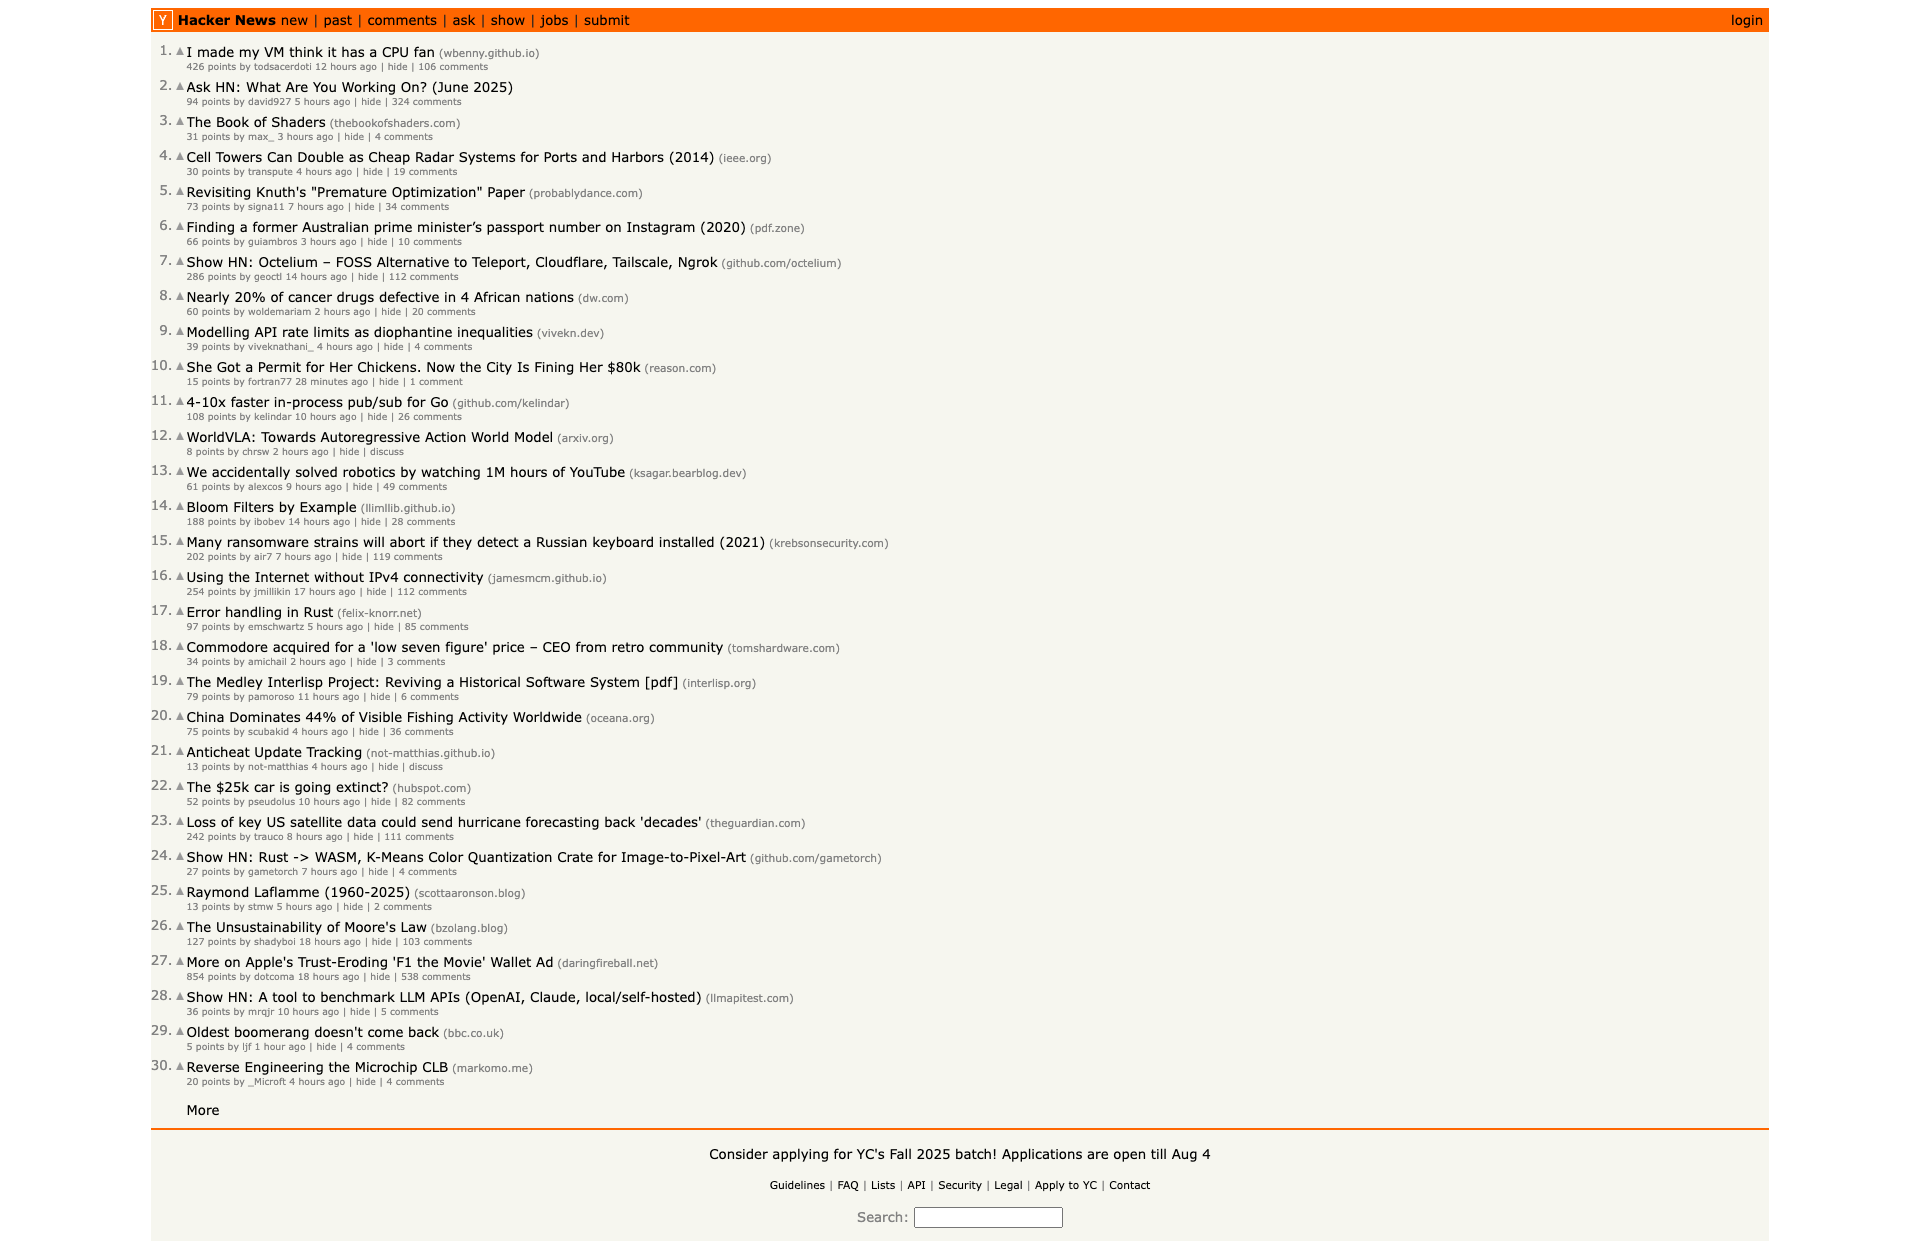 Y Hacker News new | past | comments | ask | show | jobs | submit login
1. ▲ I made my VM think it has a CPU fan (wbenny.github.io)
426 points by todsacerdoti 12 hours ago | hide | 106 comments
2. ▲ Ask HN: What Are You Working On? (June 2025)
94 points by david927 5 hours ago | hide | 324 comments
3. ▲ The Book of Shaders (thebookofshaders.com)
31 points by max_ 3 hours ago | hide | 4 comments
4. ▲ Cell Towers Can Double as Cheap Radar Systems for Ports and Harbors (2014) (ieee.org)
30 points by transpute 4 hours ago | hide | 19 comments
5. ▲ Revisiting Knuth's "Premature Optimization" Paper (probablydance.com)
73 points by signa11 7 hours ago | hide | 34 comments
6. ▲ Finding a former Australian prime minister’s passport number on Instagram (2020) (pdf.zone)
66 points by guiambros 3 hours ago | hide | 10 comments
7. ▲ Show HN: Octelium – FOSS Alternative to Teleport, Cloudflare, Tailscale, Ngrok (github.com/octelium)
286 points by geoctl 14 hours ago | hide | 112 comments
8. ▲ Nearly 20% of cancer drugs defective in 4 African nations (dw.com)
60 points by woldemariam 2 hours ago | hide | 20 comments
9. ▲ Modelling API rate limits as diophantine inequalities (vivekn.dev)
39 points by viveknathani_ 4 hours ago | hide | 4 comments
10. ▲ She Got a Permit for Her Chickens. Now the City Is Fining Her $80k (reason.com)
15 points by fortran77 28 minutes ago | hide | 1 comment
11. ▲ 4-10x faster in-process pub/sub for Go (github.com/kelindar)
108 points by kelindar 10 hours ago | hide | 26 comments
12. ▲ WorldVLA: Towards Autoregressive Action World Model (arxiv.org)
8 points by chrsw 2 hours ago | hide | discuss
13. ▲ We accidentally solved robotics by watching 1M hours of YouTube (ksagar.bearblog.dev)
61 points by alexcos 9 hours ago | hide | 49 comments
14. ▲ Bloom Filters by Example (llimllib.github.io)
188 points by ibobev 14 hours ago | hide | 28 comments
15. ▲ Many ransomware strains will abort if they detect a Russian keyboard installed (2021) (krebsonsecurity.com)
202 points by air7 7 hours ago | hide | 119 comments
16. ▲ Using the Internet without IPv4 connectivity (jamesmcm.github.io)
254 points by jmillikin 17 hours ago | hide | 112 comments
17. ▲ Error handling in Rust (felix-knorr.net)
97 points by emschwartz 5 hours ago | hide | 85 comments
18. ▲ Commodore acquired for a 'low seven figure' price – CEO from retro community (tomshardware.com)
34 points by amichail 2 hours ago | hide | 3 comments
19. ▲ The Medley Interlisp Project: Reviving a Historical Software System [pdf] (interlisp.org)
79 points by pamoroso 11 hours ago | hide | 6 comments
20. ▲ China Dominates 44% of Visible Fishing Activity Worldwide (oceana.org)
75 points by scubakid 4 hours ago | hide | 36 comments
21. ▲ Anticheat Update Tracking (not-matthias.github.io)
13 points by not-matthias 4 hours ago | hide | discuss
22. ▲ The $25k car is going extinct? (hubspot.com)
52 points by pseudolus 10 hours ago | hide | 82 comments
23. ▲ Loss of key US satellite data could send hurricane forecasting back 'decades' (theguardian.com)
242 points by trauco 8 hours ago | hide | 111 comments
24. ▲ Show HN: Rust -> WASM, K-Means Color Quantization Crate for Image-to-Pixel-Art (github.com/gametorch)
27 points by gametorch 7 hours ago | hide | 4 comments
25. ▲ Raymond Laflamme (1960-2025) (scottaaronson.blog)
13 points by stmw 5 hours ago | hide | 2 comments
26. ▲ The Unsustainability of Moore's Law (bzolang.blog)
127 points by shadyboi 18 hours ago | hide | 103 comments
27. ▲ More on Apple's Trust-Eroding 'F1 the Movie' Wallet Ad (daringfireball.net)
854 points by dotcoma 18 hours ago | hide | 538 comments
28. ▲ Show HN: A tool to benchmark LLM APIs (OpenAI, Claude, local/self-hosted) (llmapitest.com)
36 points by mrqjr 10 hours ago | hide | 5 comments
29. ▲ Oldest boomerang doesn't come back (bbc.co.uk)
5 points by ljf 1 hour ago | hide | 4 comments
30. ▲ Reverse Engineering the Microchip CLB (markomo.me)
20 points by _Microft 4 hours ago | hide | 4 comments
More
Consider applying for YC's Fall 2025 batch! Applications are open till Aug 4
Guidelines | FAQ | Lists | API | Security | Legal | Apply to YC | Contact
Search: